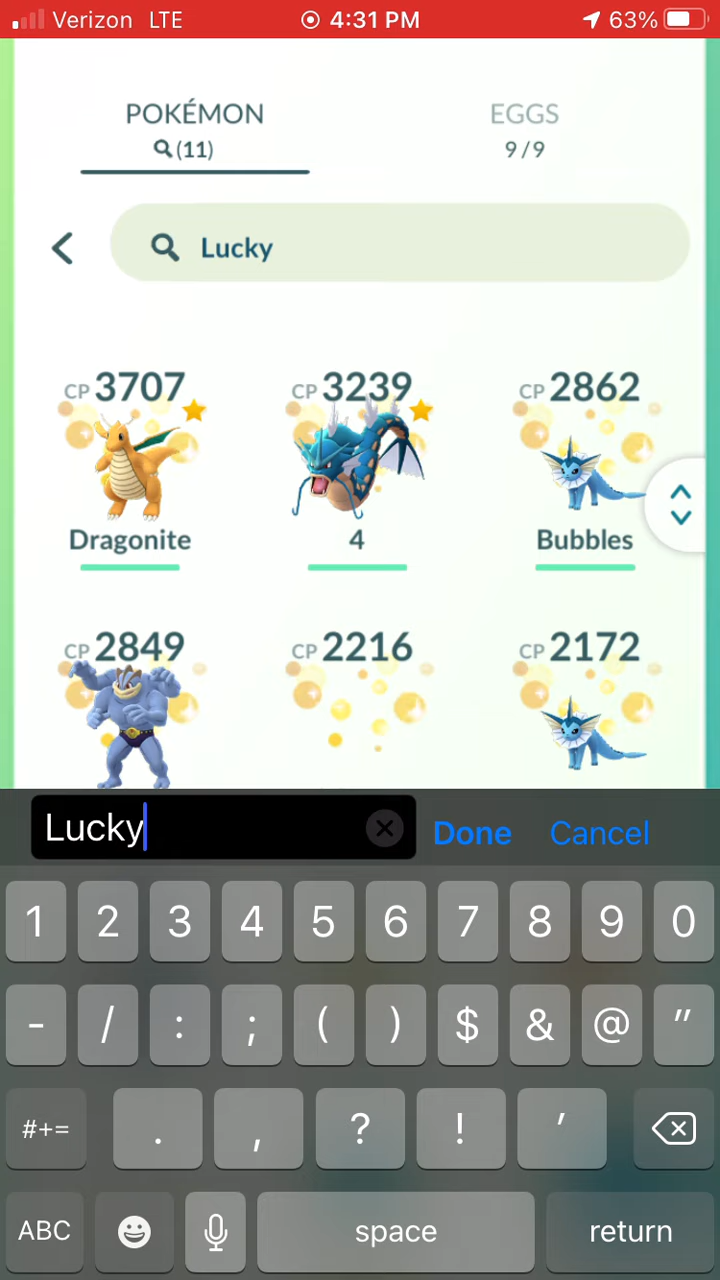 Verizon LTE 4:31 PM 63%
POKÉMON EGGS
(11) 9/9
Lucky
CP 3707 CP 3239 CP 2862
Dragonite 4 Bubbles
CP 2849 CP 2216 CP 2172
Lucky Done Cancel
1 2 3 4 5 6 7 8 9 0
- / : ; ( ) $ & @ "
#+= . , ? ! '
ABC space return